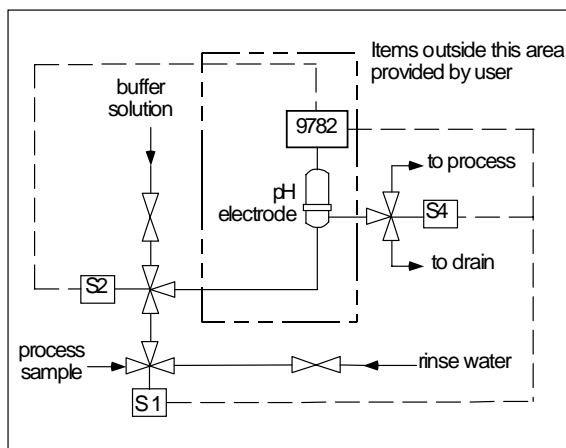 Items outside this area
provided by user
buffer
solution
9782
to process
pH
electrode
S4
to drain
S2
process
sample
rinse water
S1